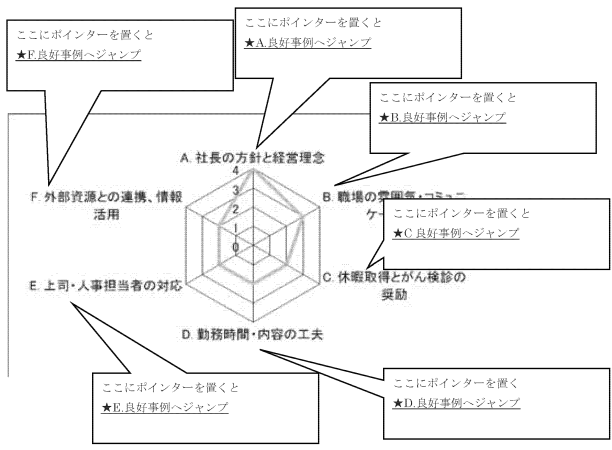 ここにポインターを置くと
★F.良好事例へジャンプ
ここにポインターを置くと
★A.良好事例へジャンプ
ここにポインターを置くと
★B.良好事例へジャンプ
A. 社長の方針と経営理念
4
3
2
1
0
F. 外部資源との連携、情報
活用
B. 職場の雰囲気・コミュニ
ケー
ここにポインターを置くと
★C 良好事例へジャンプ
C. 休暇取得とがん検診の
奨励
E. 上司・人事担当者の対応
D. 勤務時間・内容の工夫
ここにポインターを置くと
★E.良好事例へジャンプ
ここにポインターを置く
★D.良好事例へジャンプ